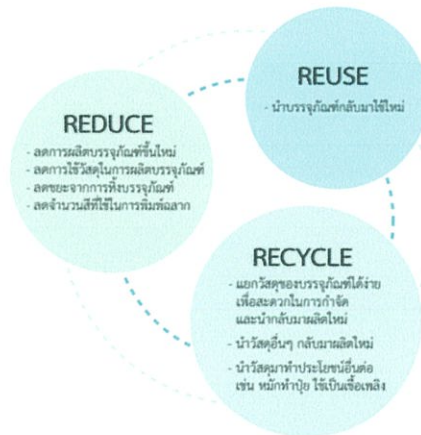 REUSE
- นำบรรจุภัณฑ์กลับมาใช้ใหม่
REDUCE
- ลดการผลิตบรรจุภัณฑ์ขึ้นใหม่
- ลดการใช้วัสดุในการผลิตบรรจุภัณฑ์
- ลดขยะจากการทิ้งบรรจุภัณฑ์
- ลดจำนวนสีที่ใช้ในการพิมพ์ฉลาก
RECYCLE
- แยกวัสดุของบรรจุภัณฑ์ได้ง่าย
เพื่อสะดวกในการกำจัด
และนำกลับมาผลิตใหม่
- นำวัสดุอื่นๆ กลับมาผลิตใหม่
- นำวัสดุมาทำประโยชน์อื่นต่อ
เช่น หมักทำปุ๋ย ใช้เป็นเชื้อเพลิง